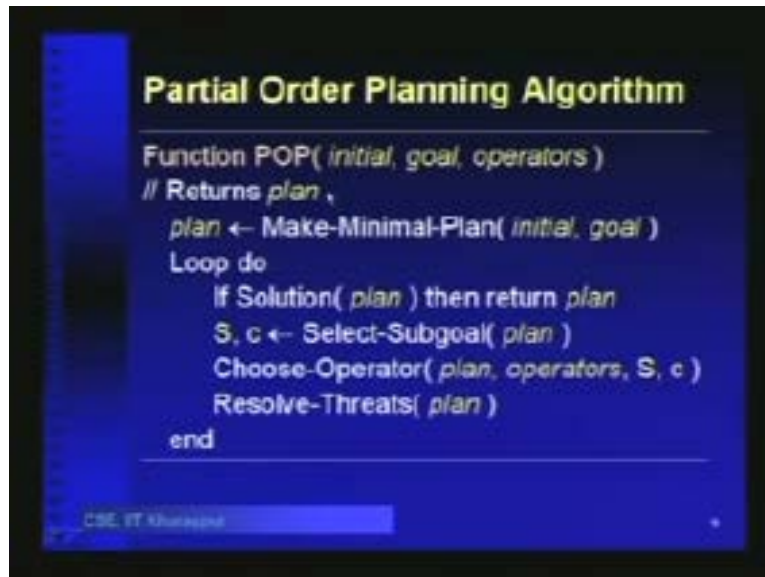 Partial Order Planning Algorithm
Function POP( initial, goal, operators )
// Returns plan
plan ← Make-Minimal-Plan( initial, goal )
Loop do
If Solution( plan ) then return plan
S, c ← Select-Subgoal( plan )
Choose-Operator( plan, operators, S, c )
Resolve-Threats( plan )
end
CSE, IIT Kharagpur